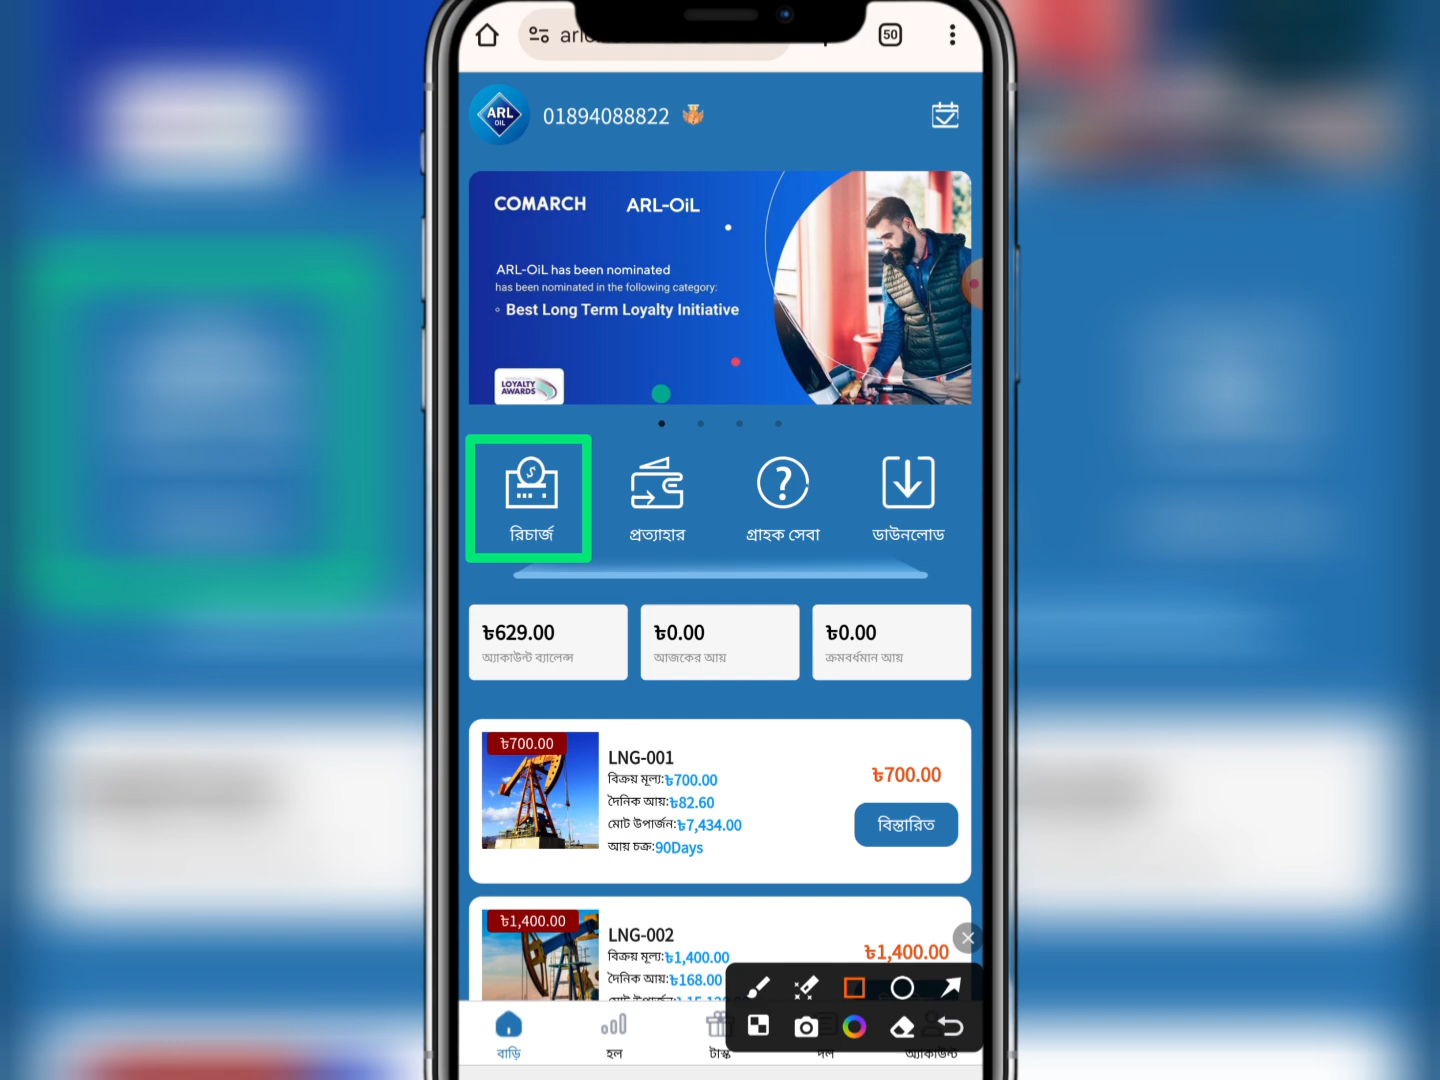 50
ARL
OIL
01894088822
COMARCH ARL-OiL
ARL-OiL has been nominated
has been nominated in the following category:
Best Long Term Loyalty Initiative
LOYALTY
AWARDS
রিচার্জ প্রত্যাহার গ্রাহক সেবা ডাউনলোড
৳629.00 ৳0.00 ৳0.00
অ্যাকাউন্ট ব্যালেন্স আজকের আয় ক্রমবর্ধমান আয়
৳700.00
LNG-001
বিক্রয় মূল্য:৳700.00
৳700.00
দৈনিক আয়:৳82.60
মোট উপার্জন:৳7,434.00
বিস্তারিত
আয় চক্র:90Days
৳1,400.00
LNG-002
বিক্রয় মূল্য:৳1,400.00
৳1,400.00
দৈনিক আয়:৳168.00
বাড়ি হল টাস্ক দল অ্যাকাউন্ট